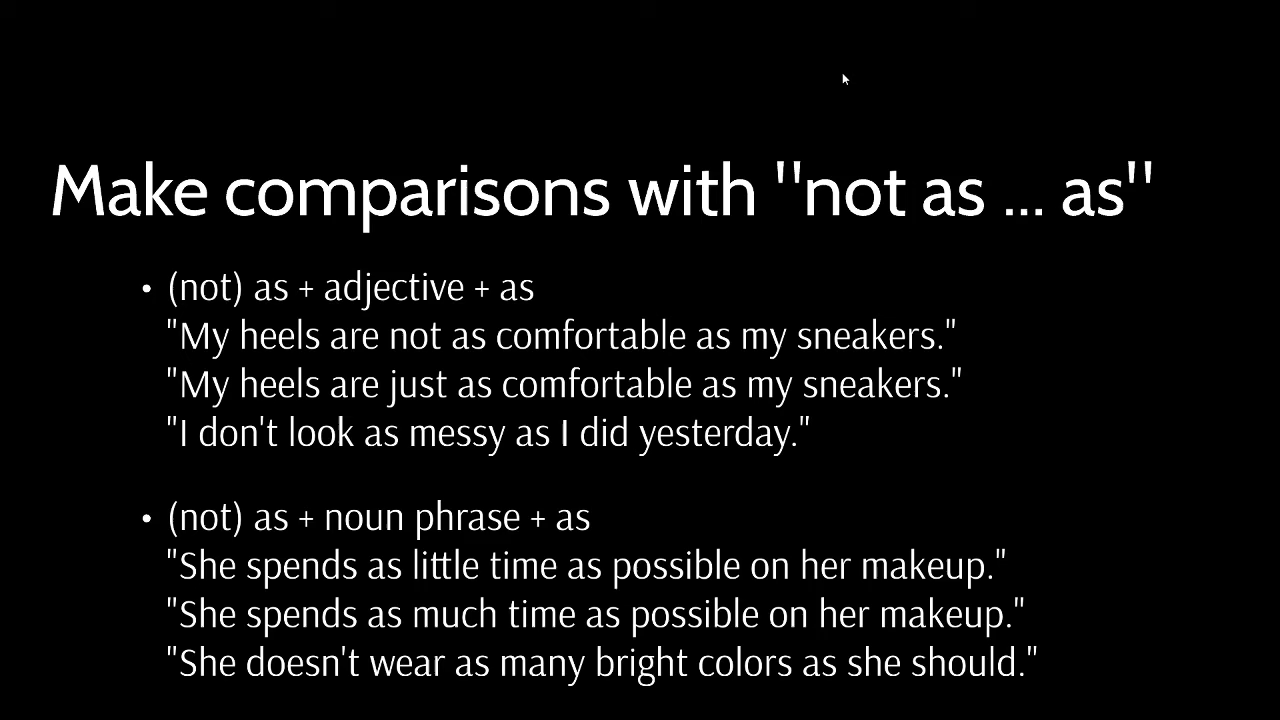 Make comparisons with "not as ... as"
• (not) as + adjective + as
"My heels are not as comfortable as my sneakers."
"My heels are just as comfortable as my sneakers."
"I don't look as messy as I did yesterday."
• (not) as + noun phrase + as
"She spends as little time as possible on her makeup."
"She spends as much time as possible on her makeup."
"She doesn't wear as many bright colors as she should."